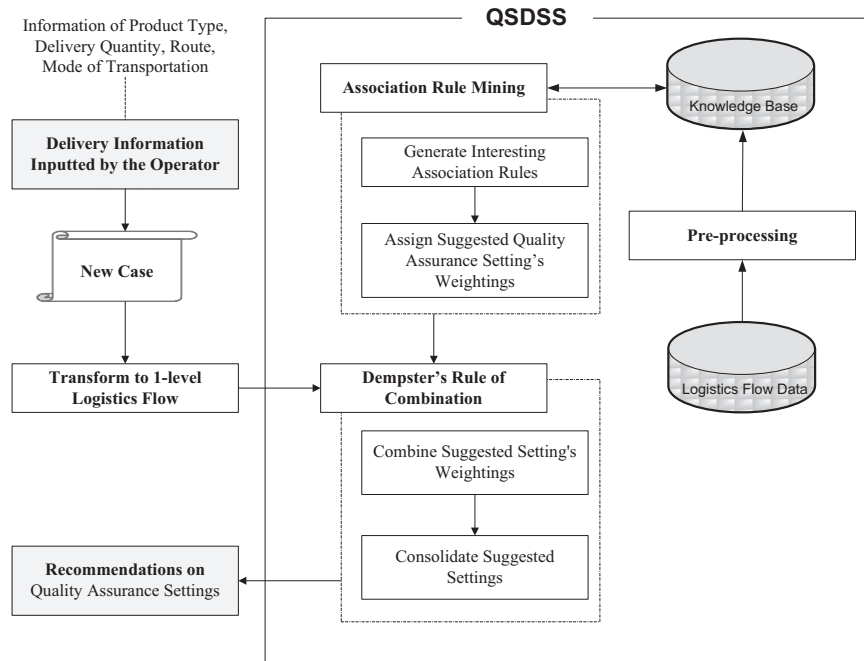 QSDSS
Information of Product Type,
Delivery Quantity, Route,
Mode of Transportation
Delivery Information
Inputted by the Operator
New Case
Transform to 1-level
Logistics Flow
Recommendations on
Quality Assurance Settings
Association Rule Mining
Generate Interesting
Association Rules
Assign Suggested Quality
Assurance Setting’s
Weightings
Dempster’s Rule of
Combination
Combine Suggested Setting's
Weightings
Consolidate Suggested
Settings
Knowledge Base
Pre-processing
Logistics Flow Data